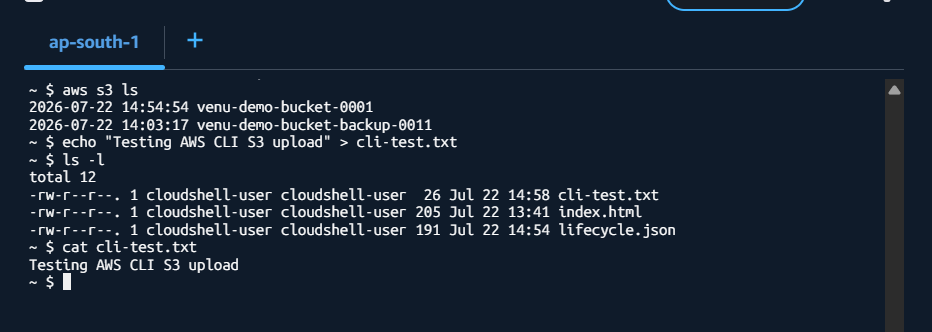 ap-south-1 +
~ $ aws s3 ls
2026-07-22 14:54:54 venu-demo-bucket-0001
2026-07-22 14:03:17 venu-demo-bucket-backup-0011
~ $ echo "Testing AWS CLI S3 upload" > cli-test.txt
~ $ ls -l
total 12
-rw-r--r--. 1 cloudshell-user cloudshell-user  26 Jul 22 14:58 cli-test.txt
-rw-r--r--. 1 cloudshell-user cloudshell-user 205 Jul 22 13:41 index.html
-rw-r--r--. 1 cloudshell-user cloudshell-user 191 Jul 22 14:54 lifecycle.json
~ $ cat cli-test.txt
Testing AWS CLI S3 upload
~ $